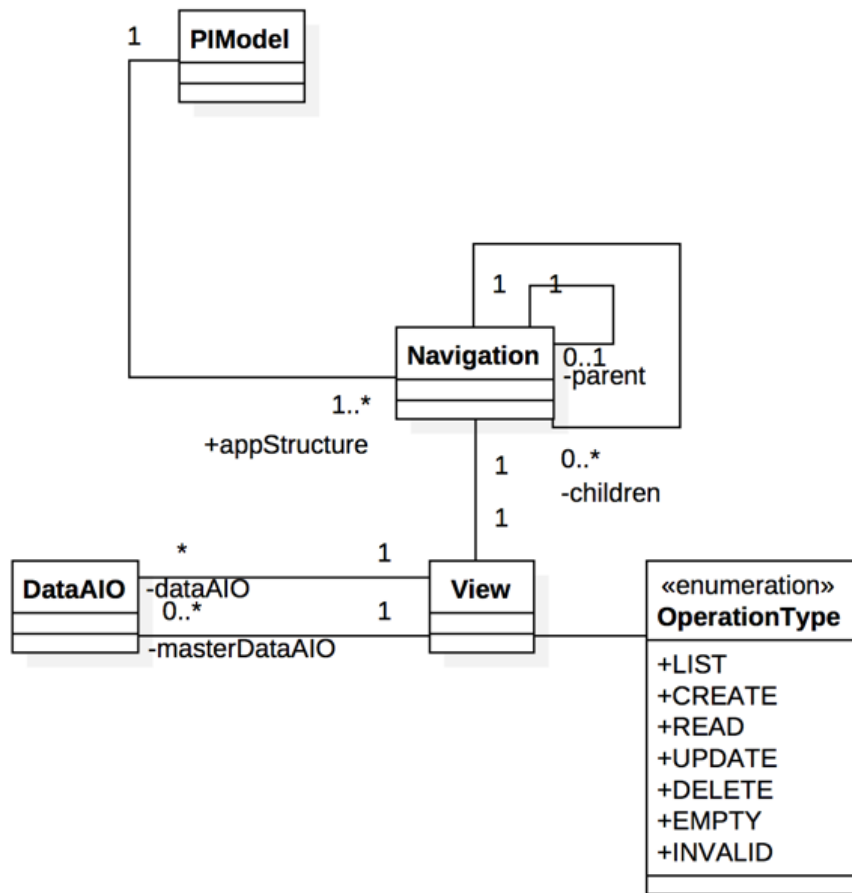 1
PIModel
1
1
Navigation
0..1
-parent
1..*
+appStructure
1
0..*
-children
1
*
1
DataAIO
-dataAIO
View
0..*
1
-masterDataAIO
«enumeration»
OperationType
+LIST
+CREATE
+READ
+UPDATE
+DELETE
+EMPTY
+INVALID